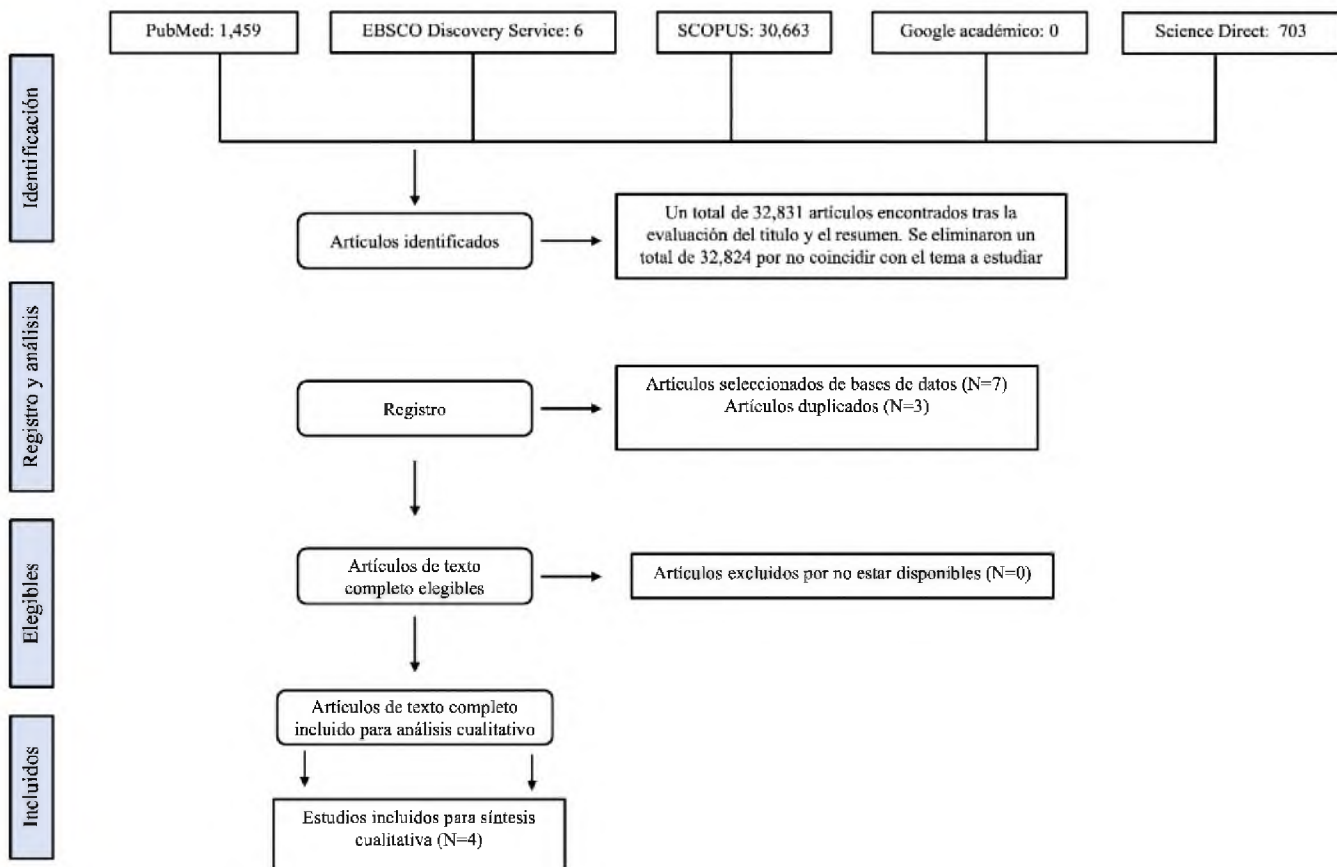 PubMed: 1,459
EBSCO Discovery Service: 6
SCOPUS: 30,663
Google académico: 0
Science Direct: 703
Identificación
Artículos identificados
Un total de 32,831 artículos encontrados tras la
evaluación del titulo y el resumen. Se eliminaron un
total de 32,824 por no coincidir con el tema a estudiar
Registro y análisis
Registro
Artículos seleccionados de bases de datos (N=7)
Artículos duplicados (N=3)
Elegibles
Artículos de texto
completo elegibles
Artículos excluidos por no estar disponibles (N=0)
Artículos de texto completo
incluido para análisis cualitativo
Incluidos
Estudios incluidos para síntesis
cualitativa (N=4)